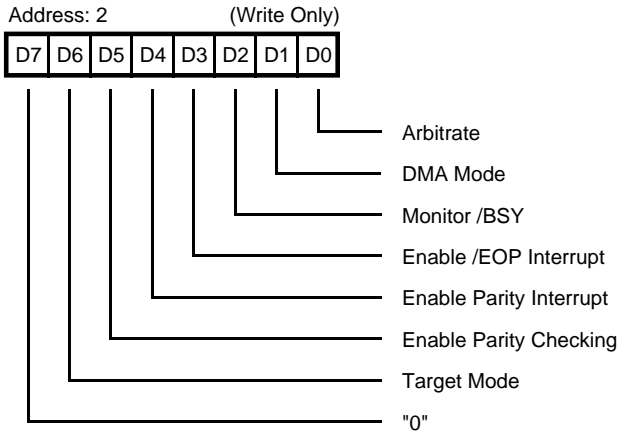 Address: 2 (Write Only)
D7 D6 D5 D4 D3 D2 D1 D0
Arbitrate
DMA Mode
Monitor /BSY
Enable /EOP Interrupt
Enable Parity Interrupt
Enable Parity Checking
Target Mode
"0"